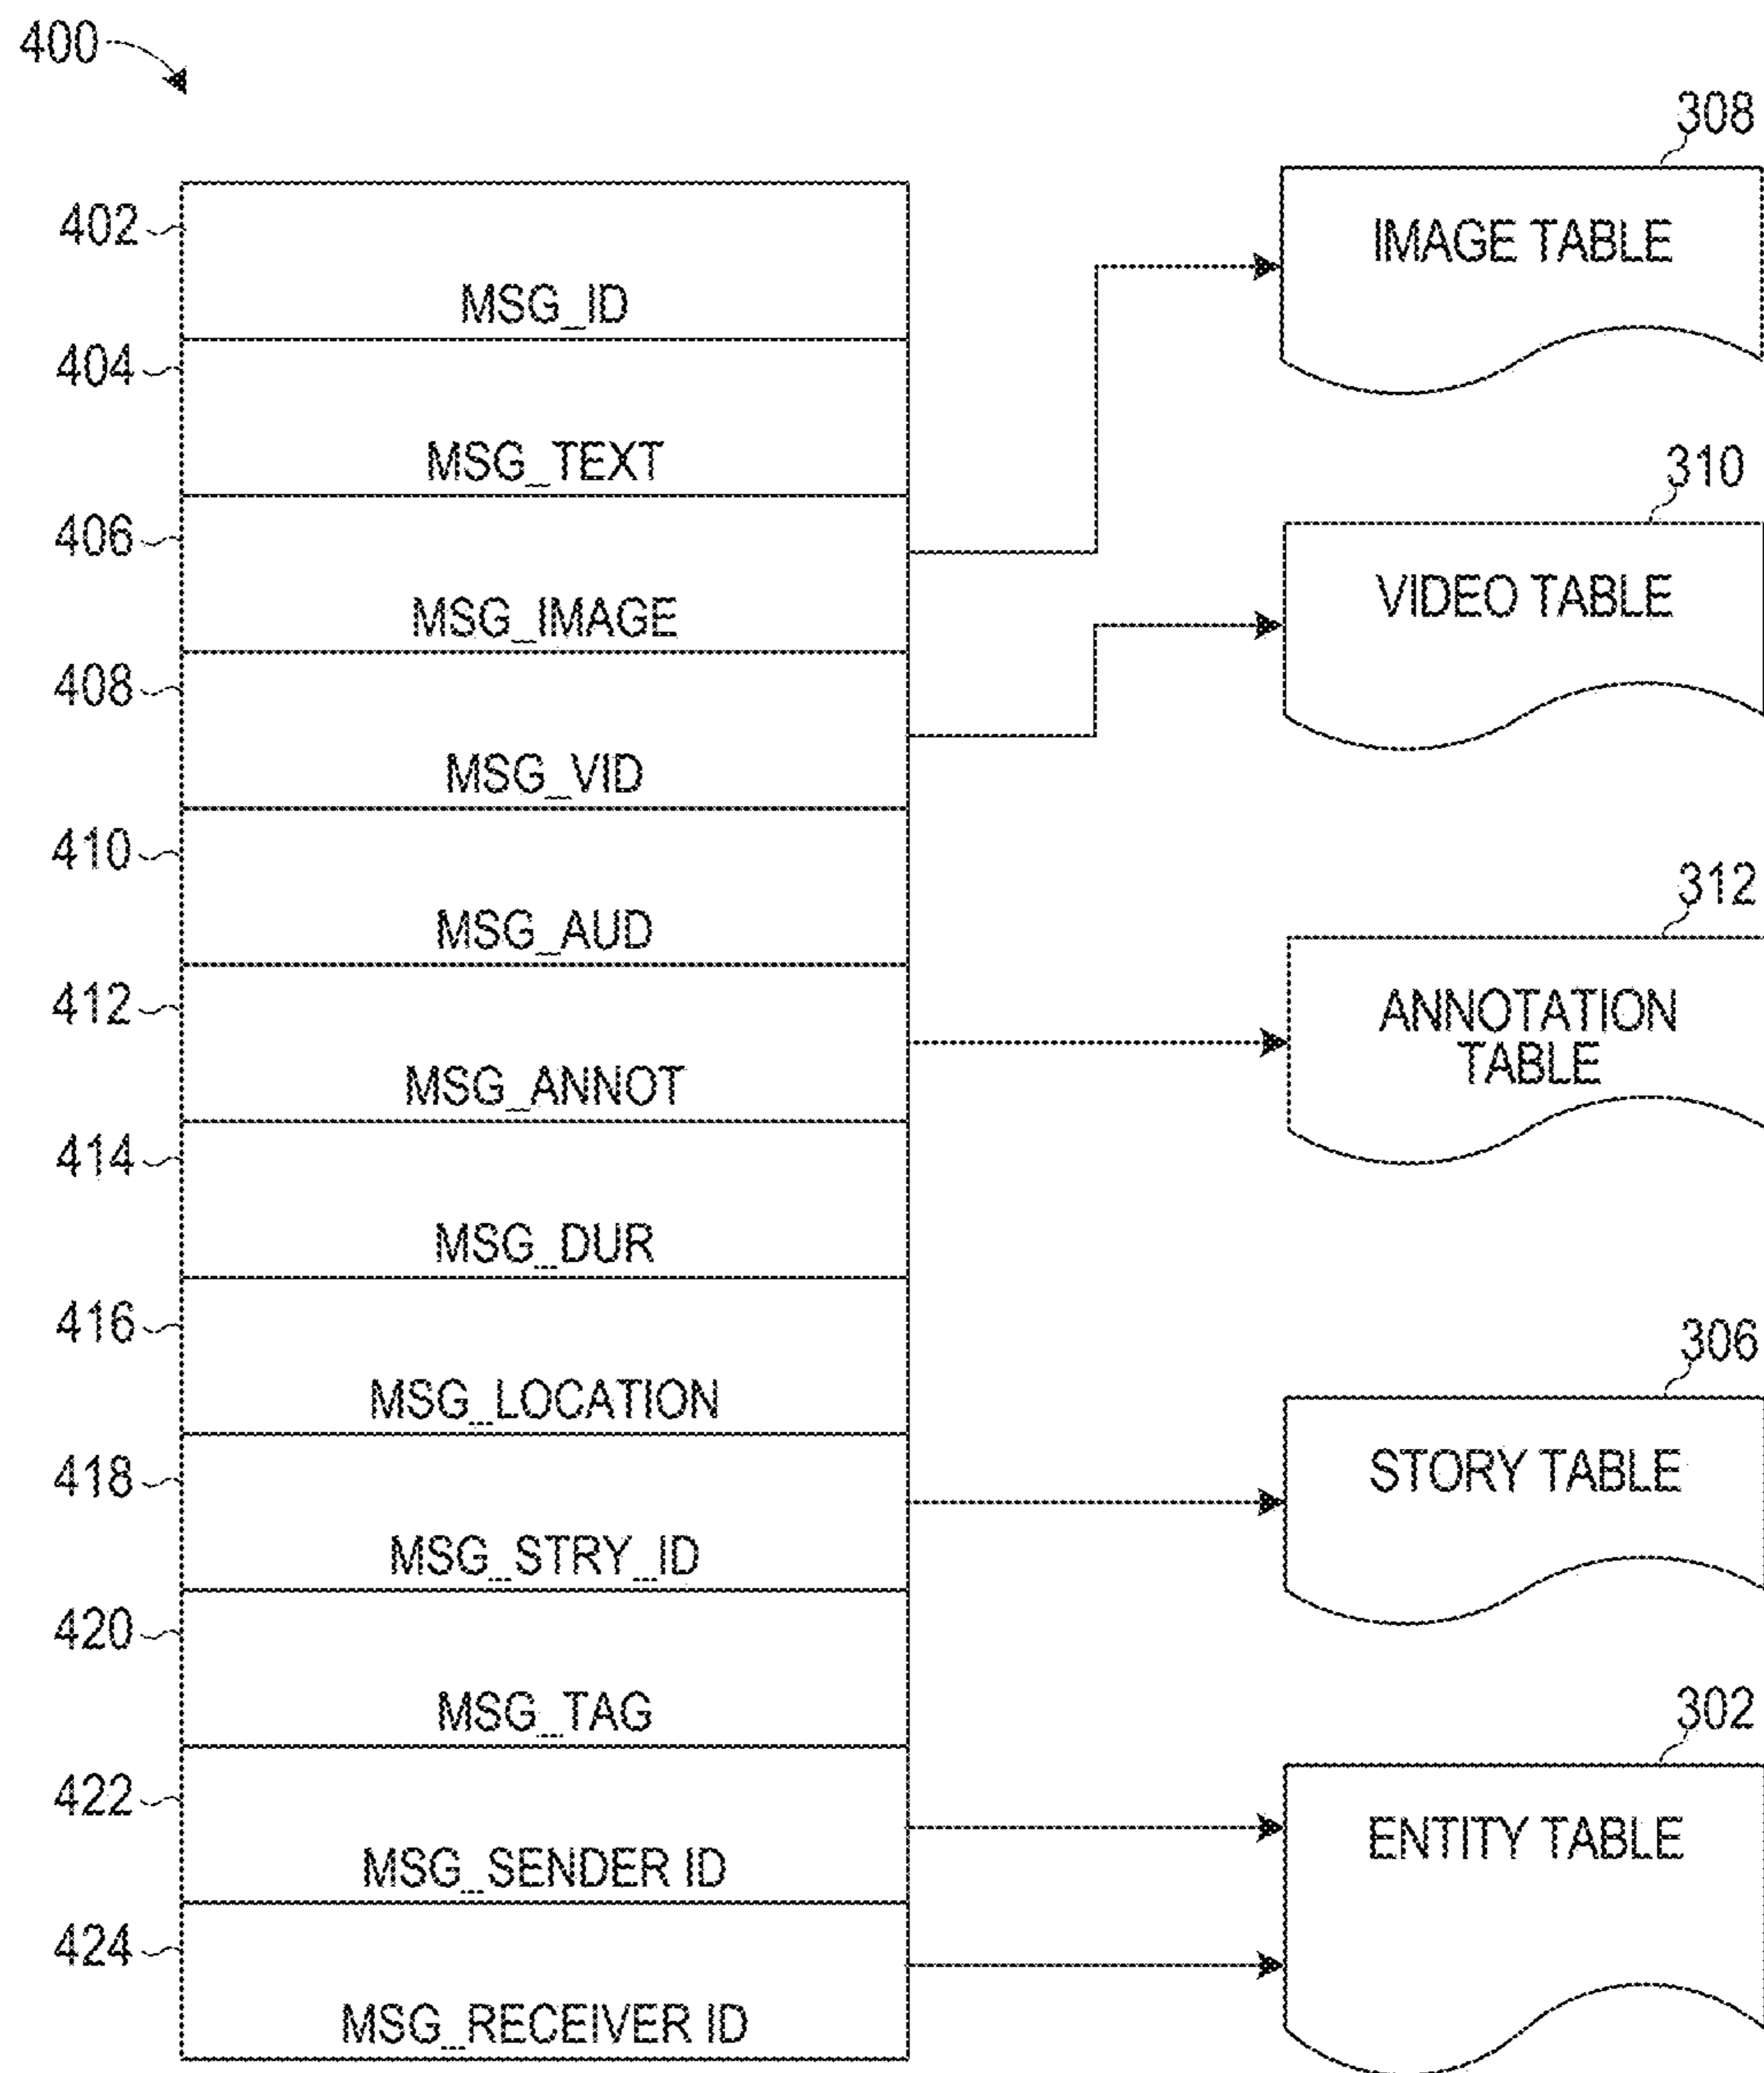 400
402
MSG_ID
404
MSG_TEXT
406
MSG_IMAGE
408
MSG_VID
410
MSG_AUD
412
MSG_ANNOT
414
MSG_DUR
416
MSG_LOCATION
418
MSG_STRY_ID
420
MSG_TAG
422
MSG_SENDER ID
424
MSG_RECEIVER ID
308
IMAGE TABLE
310
VIDEO TABLE
312
ANNOTATION
TABLE
306
STORY TABLE
302
ENTITY TABLE